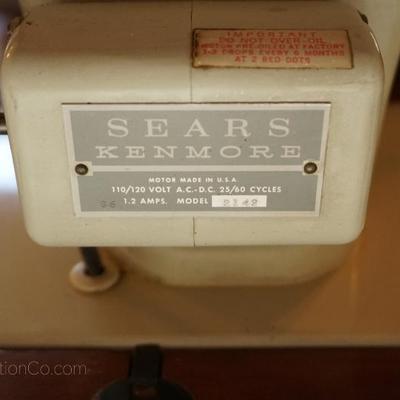 IMPORTANT
DO NOT OVER-OIL
MOTOR PRE-OILED AT FACTORY
1-2 DROPS EVERY 6 MONTHS
AT 2 RED DOTS
SEARS
KENMORE
MOTOR MADE IN U.S.A.
110/120 VOLT A.C.-D.C. 25/60 CYCLES
1.2 AMPS. MODEL 2142
tionCo.com